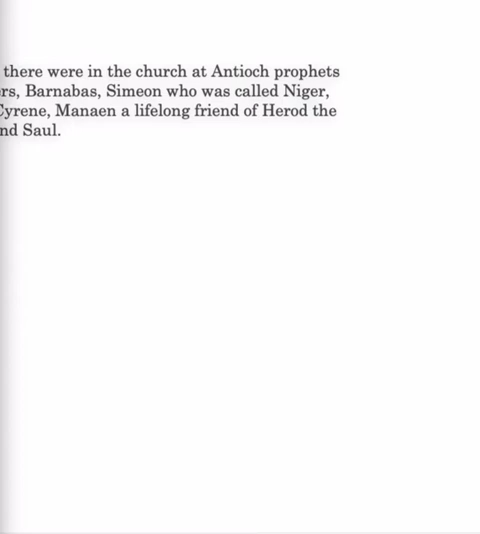 there were in the church at Antioch prophets
rs, Barnabas, Simeon who was called Niger,
Cyrene, Manaen a lifelong friend of Herod the
nd Saul.